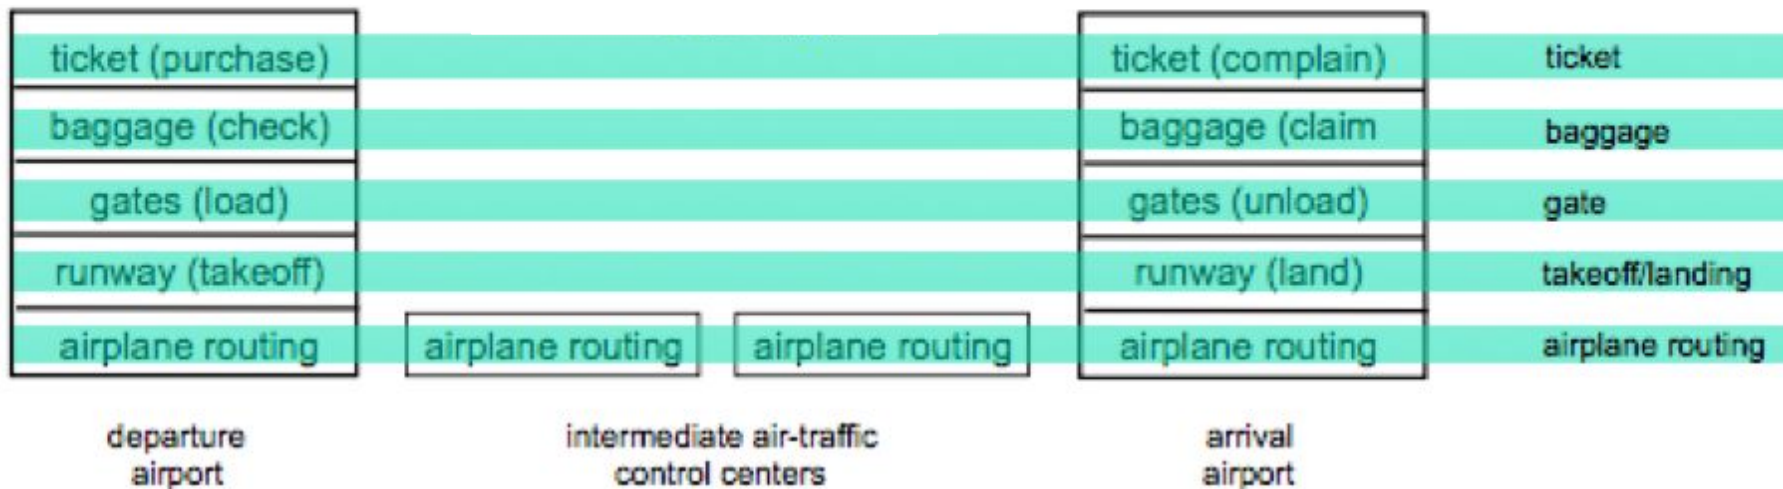 ticket (purchase) ticket (complain) ticket
baggage (check) baggage (claim baggage
gates (load) gates (unload) gate
runway (takeoff) runway (land) takeoff/landing
airplane routing airplane routing airplane routing airplane routing airplane routing
departure intermediate air-traffic arrival
airport control centers airport